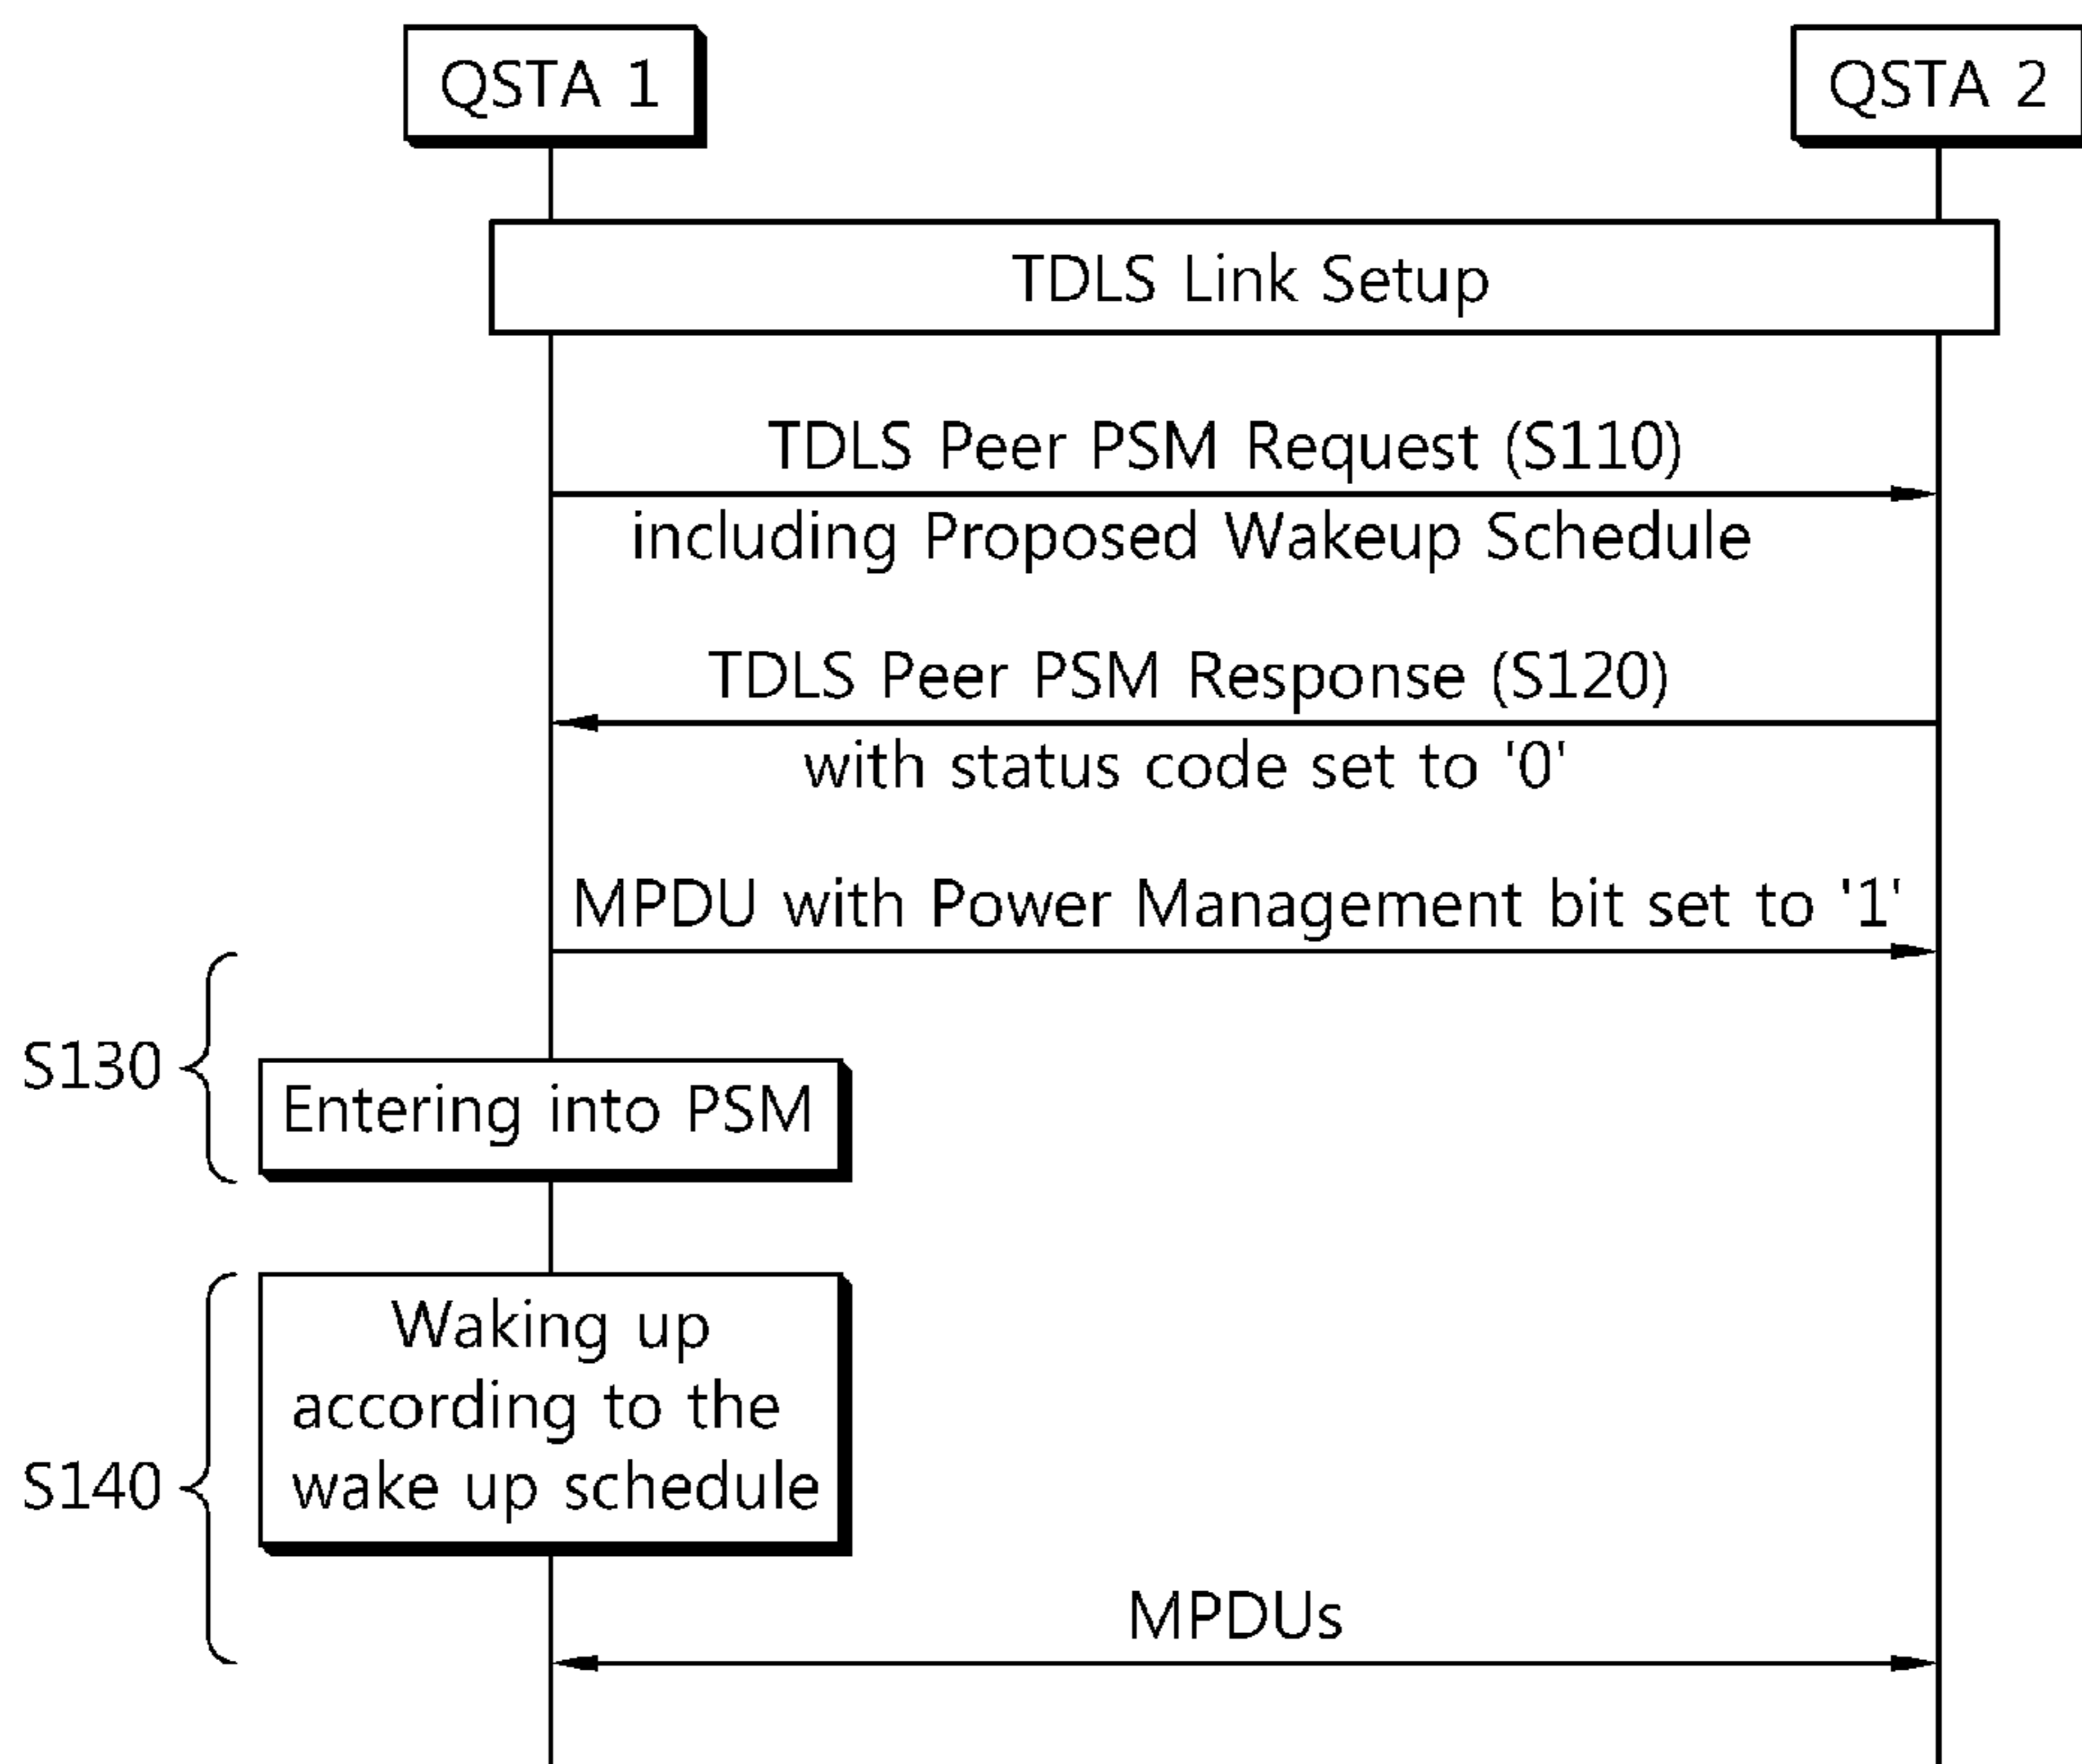 QSTA 1
QSTA 2
TDLS Link Setup
TDLS Peer PSM Request (S110)
including Proposed Wakeup Schedule
TDLS Peer PSM Response (S120)
with status code set to '0'
MPDU with Power Management bit set to '1'
S130
Entering into PSM
Waking up
according to the
wake up schedule
S140
MPDUs